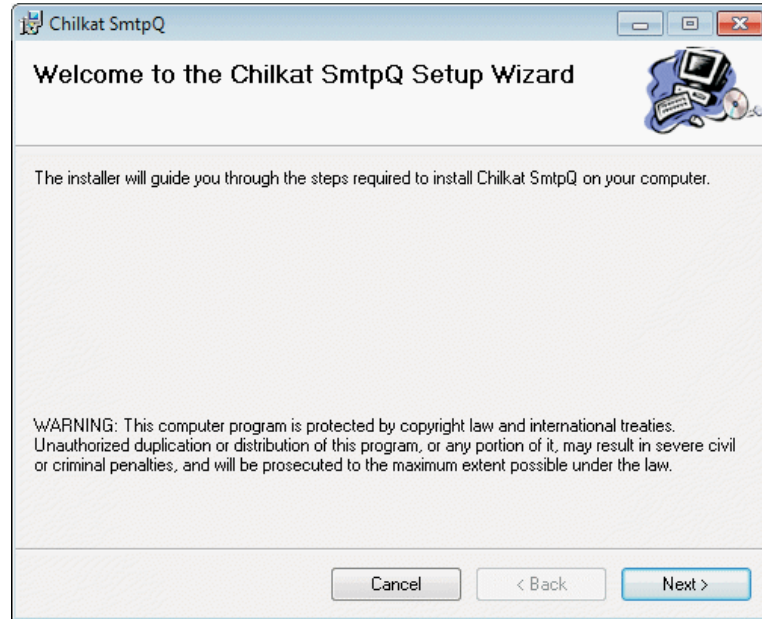 Chilkat SmtpQ
Welcome to the Chilkat SmtpQ Setup Wizard
The installer will guide you through the steps required to install Chilkat SmtpQ on your computer.
WARNING: This computer program is protected by copyright law and international treaties.
Unauthorized duplication or distribution of this program, or any portion of it, may result in severe civil
or criminal penalties, and will be prosecuted to the maximum extent possible under the law.
Cancel
< Back
Next >